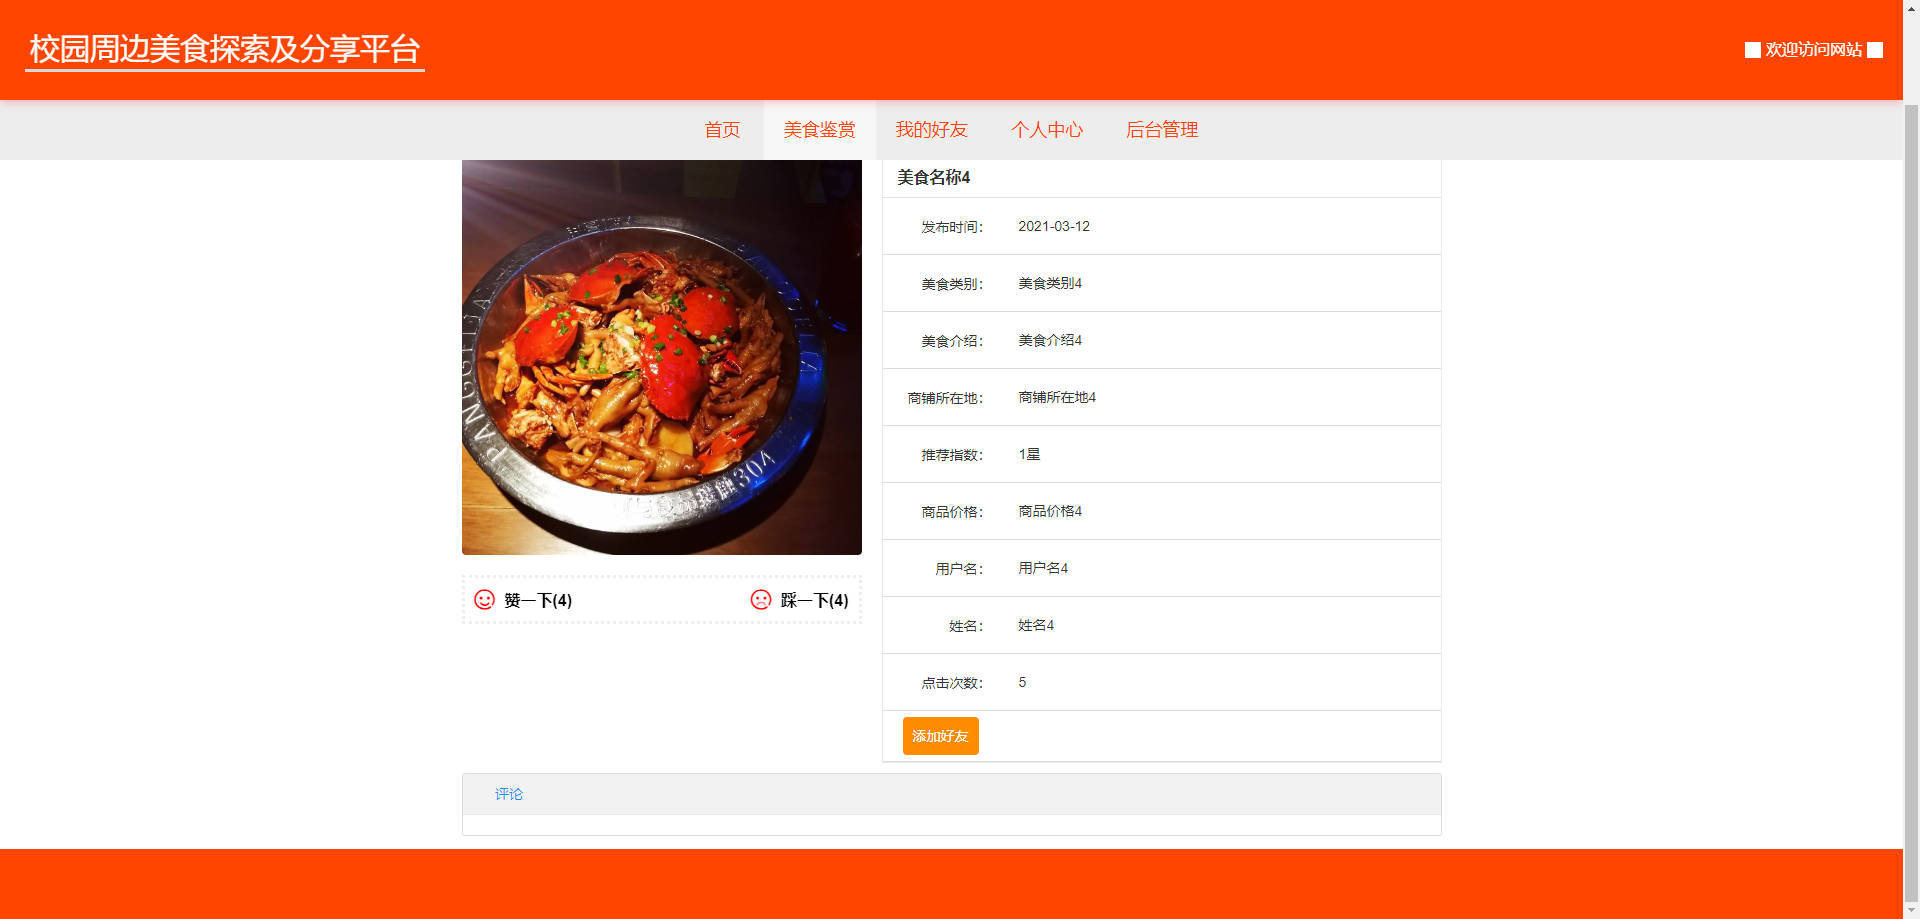 校园周边美食探索及分享平台
欢迎访问网站
首页
美食鉴赏
我的好友
个人中心
后台管理
美食名称4
发布时间： 2021-03-12
美食类别： 美食类别4
美食介绍： 美食介绍4
商铺所在地： 商铺所在地4
推荐指数： 1星
商品价格： 商品价格4
用户名： 用户名4
姓名： 姓名4
点击次数： 5
添加好友
赞一下(4)
踩一下(4)
评论